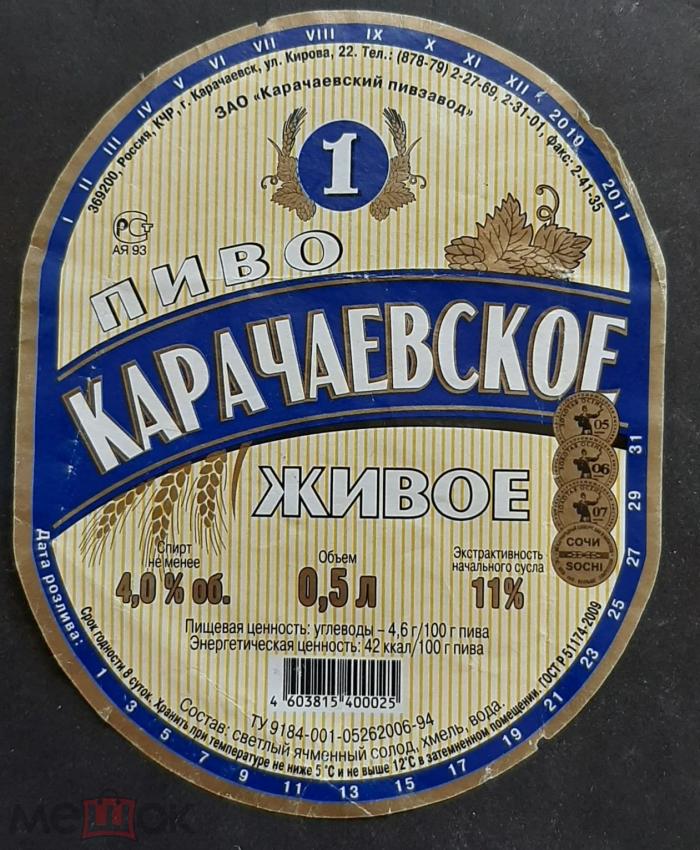 I II III IV V VI VII VIII IX X XI XII 2010 2011
369200, Россия, КЧР, г. Карачаевск, ул. Кирова, 22. Тел.: (878-79) 2-27-69, 2-31-01, факс: 2-41-35
ЗАО «Карачаевский пивзавод»
1
РСТ
АЯ 93
ПИВО
КАРАЧАЕВСКОЕ
ЖИВОЕ
05
06
07
СОЧИ
SOCHI
Спирт
не менее
4,0 % об.
Объем
0,5 л
Экстрактивность
начального сусла
11%
Пищевая ценность: углеводы – 4,6 г/100 г пива
Энергетическая ценность: 42 ккал/100 г пива
4 603815 400025
ТУ 9184-001-05262006-94
Состав: светлый ячменный солод, хмель, вода.
Срок годности 8 суток. Хранить при температуре не ниже 5 °С и не выше 12°С в затемненном помещении. ГОСТ Р 51174-2009
Дата розлива: 1 3 5 7 9 11 13 15 17 19 21 23 25 27 29 31
мешок